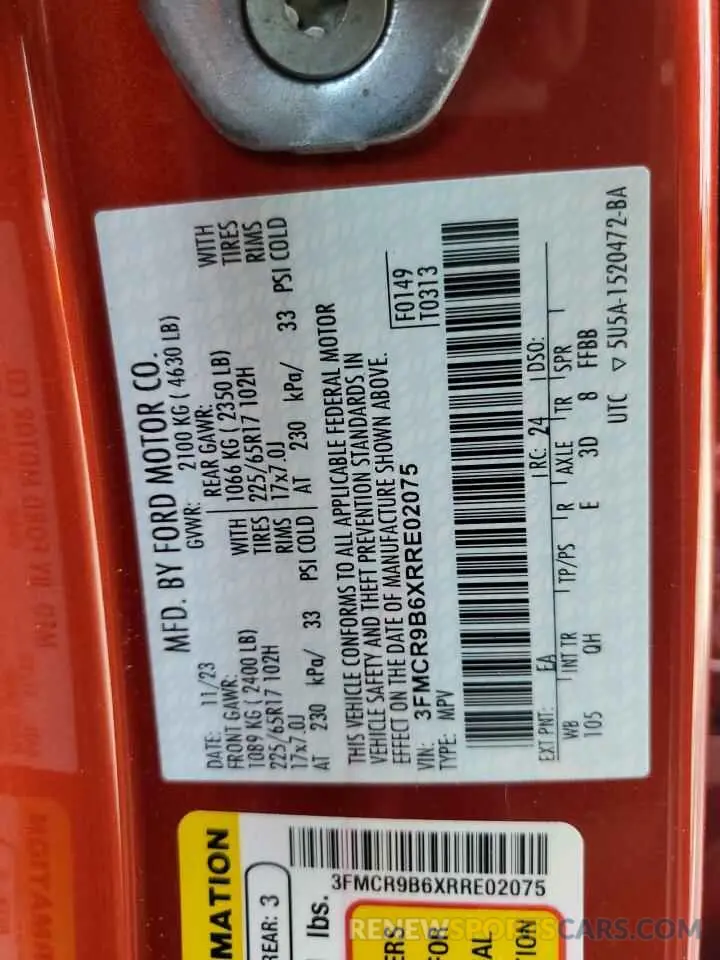 MFD. BY FORD MOTOR CO.
DATE: 11/23 GVWR: 2100 KG ( 4630 LB)
FRONT GAWR: REAR GAWR:
1089 KG ( 2400 LB) WITH 1066 KG ( 2350 LB) WITH
225/65R17 102H TIRES 225/65R17 102H TIRES
17x7.0J RIMS 17x7.0J RIMS
AT 230 kPa/ 33 PSI COLD AT 230 kPa/ 33 PSI COLD
THIS VEHICLE CONFORMS TO ALL APPLICABLE FEDERAL MOTOR
VEHICLE SAFETY AND THEFT PREVENTION STANDARDS IN
EFFECT ON THE DATE OF MANUFACTURE SHOWN ABOVE.
VIN: 3FMCR9B6XRRE02075 F0149
TYPE: MPV T0313
EXT PNT: EA RC: 24 DSO:
WB INT TR TP/PS R AXLE TR SPR
105 QH E 3D 8 FFBB
UTC ▽ 5U5A-1520472-BA
MATION
REAR: 3
lbs.
3FMCR9B6XRRE02075
ERS
FOR
AL
ION
RENEWSPORTSCARS.COM